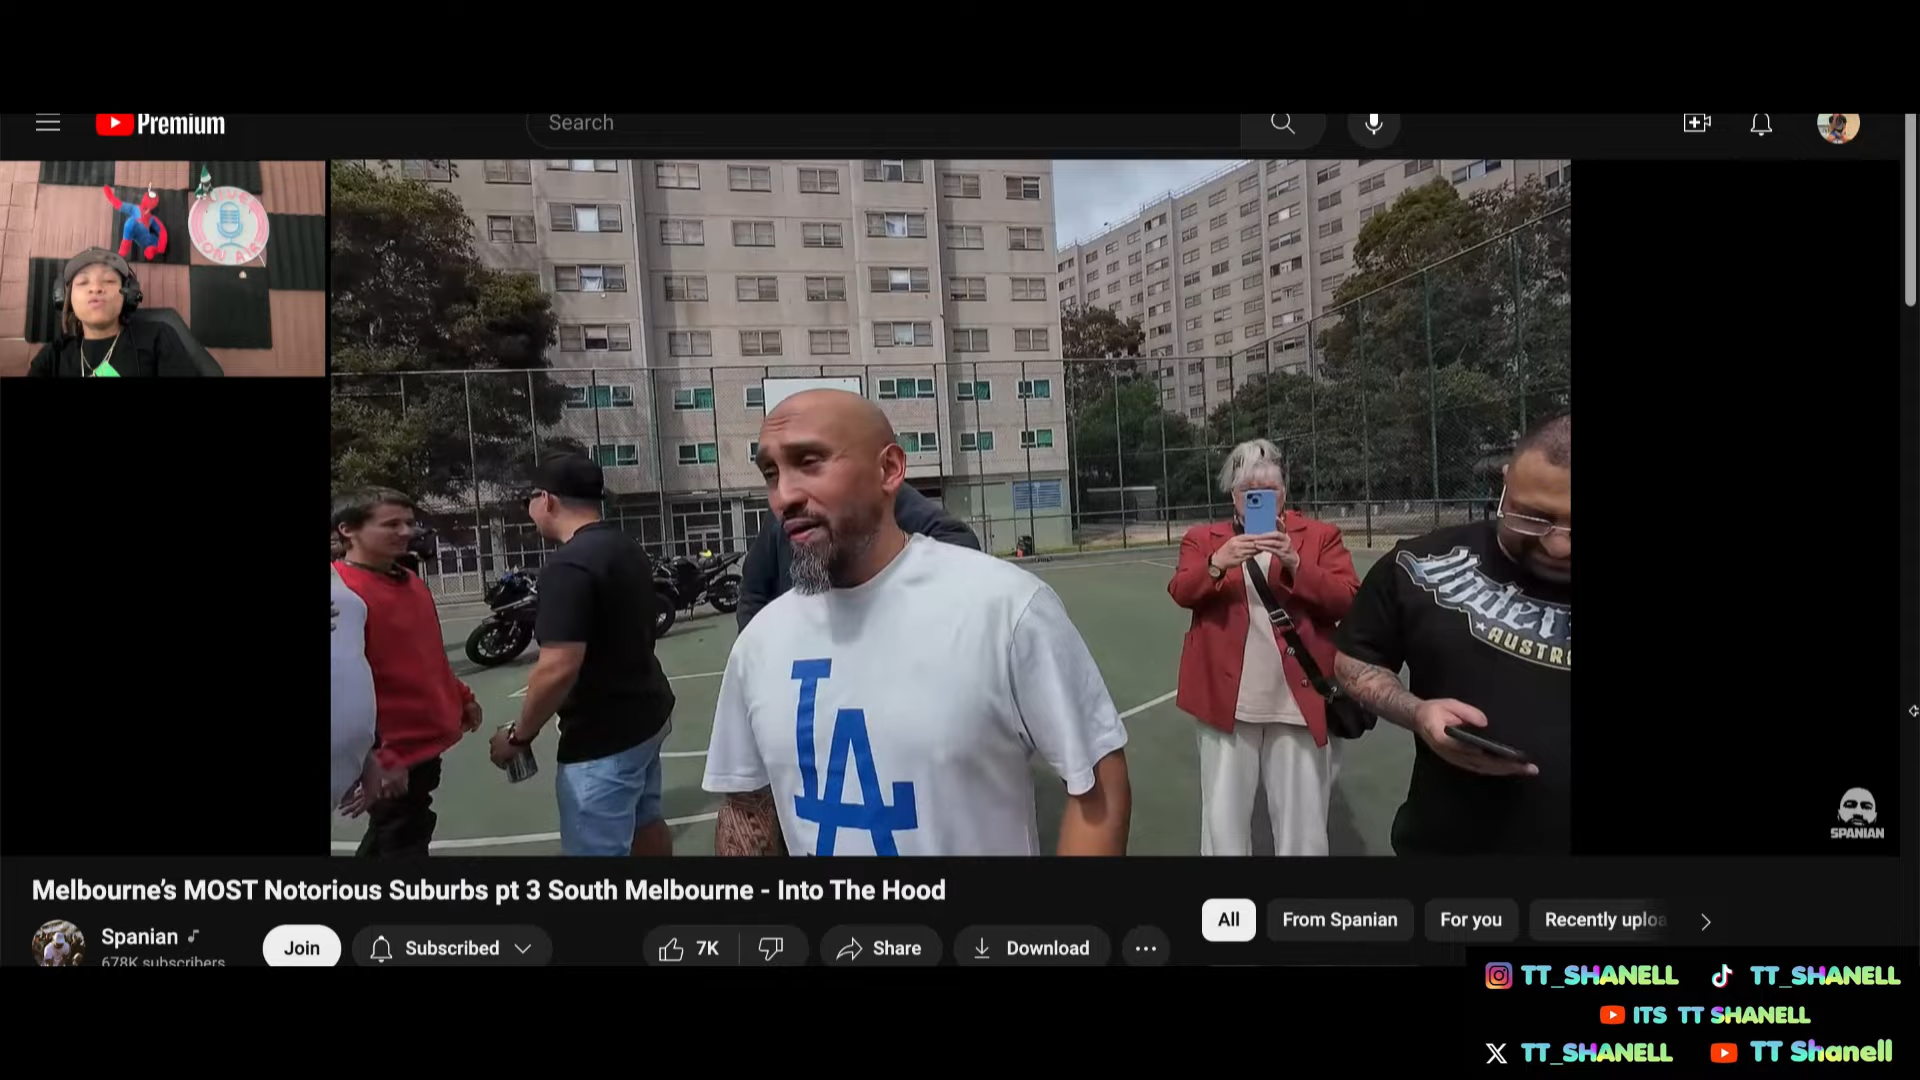 Premium
Search
ON AIR
LA
AUSTR
SPANIAN
Melbourne's MOST Notorious Suburbs pt 3 South Melbourne - Into The Hood
Spanian
678K subscribers
Join
Subscribed
7K
Share
Download
All
From Spanian
For you
Recently uploa
TT_SHANELL
TT_SHANELL
ITS TT SHANELL
TT_SHANELL
TT Shanell